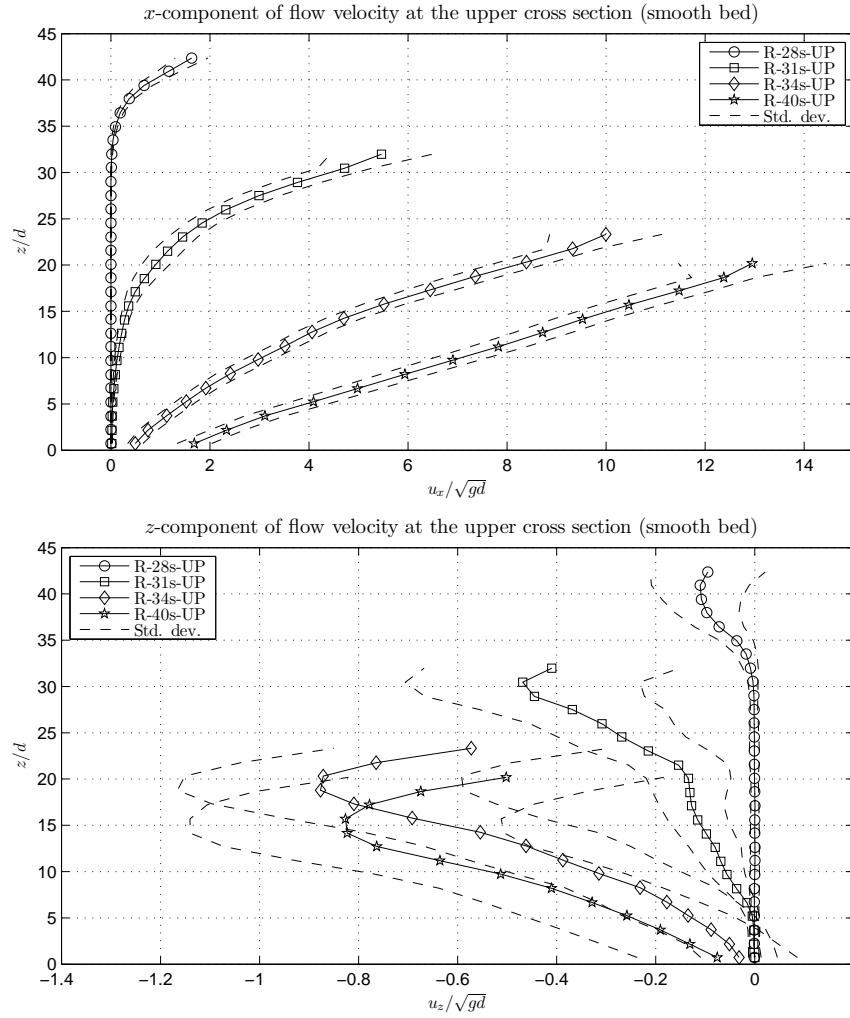 x-component of flow velocity at the upper cross section (smooth bed)
45
40
35
30
25
20
15
10
5
0
z/d
R-28s-UP
R-31s-UP
R-34s-UP
R-40s-UP
Std. dev.
0 2 4 6 8 10 12 14
u_x/√gd
z-component of flow velocity at the upper cross section (smooth bed)
45
40
35
30
25
20
15
10
5
0
z/d
R-28s-UP
R-31s-UP
R-34s-UP
R-40s-UP
Std. dev.
−1.4 −1.2 −1 −0.8 −0.6 −0.4 −0.2 0
u_z/√gd